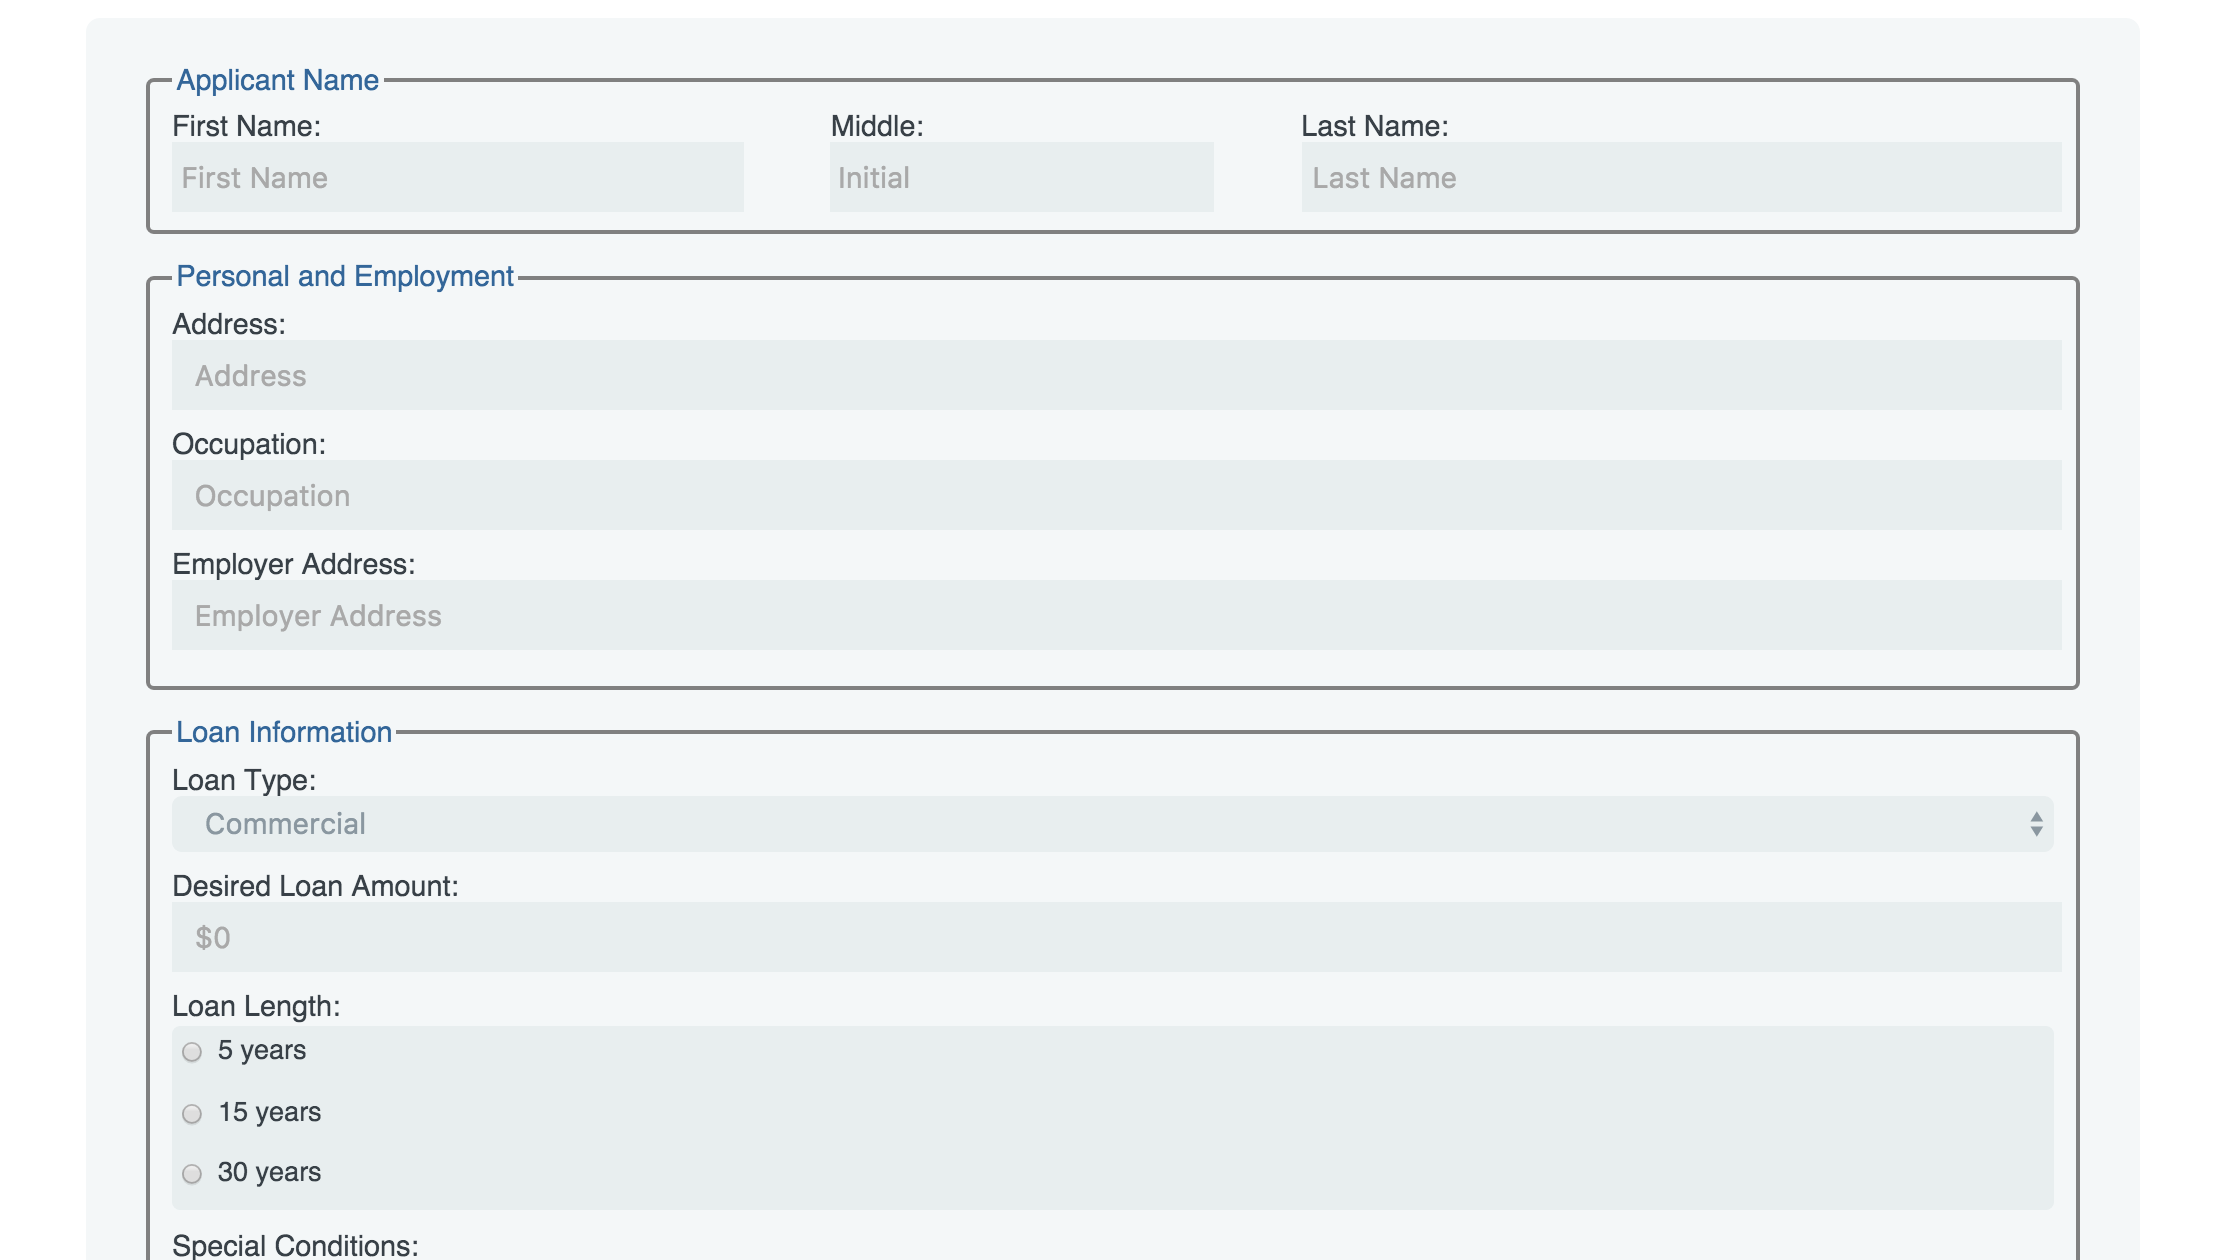 Applicant Name
First Name: Middle: Last Name:
First Name Initial Last Name
Personal and Employment
Address:
Address
Occupation:
Occupation
Employer Address:
Employer Address
Loan Information
Loan Type:
Commercial
Desired Loan Amount:
$0
Loan Length:
5 years
15 years
30 years
Special Conditions: